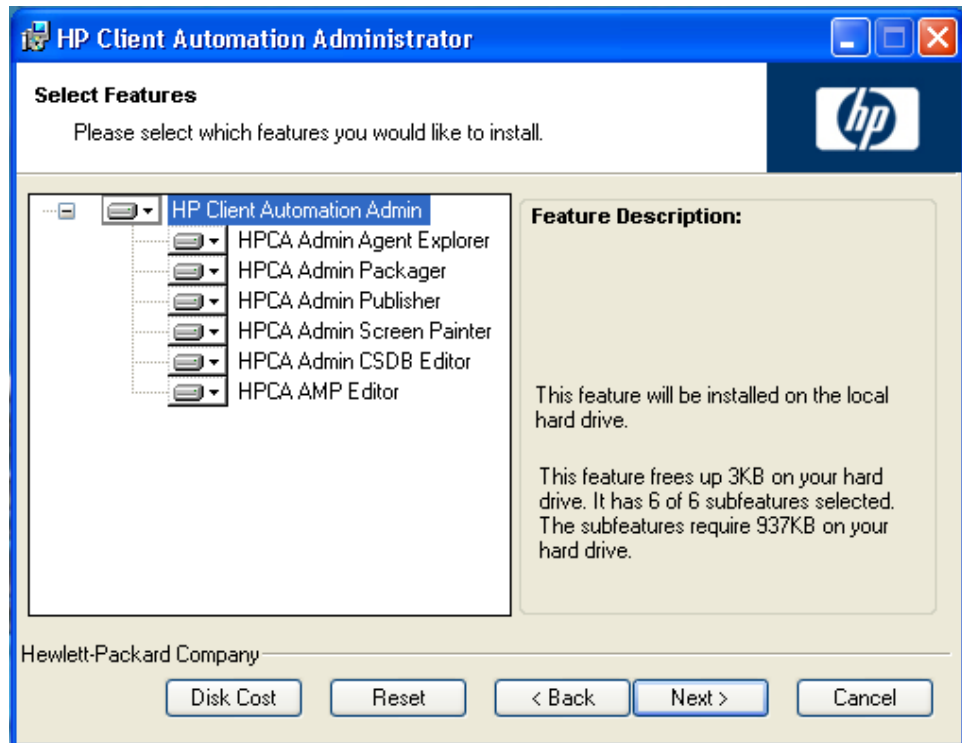 HP Client Automation Administrator
Select Features
Please select which features you would like to install.
hp
HP Client Automation Admin
HPCA Admin Agent Explorer
HPCA Admin Packager
HPCA Admin Publisher
HPCA Admin Screen Painter
HPCA Admin CSDB Editor
HPCA AMP Editor
Feature Description:
This feature will be installed on the local
hard drive.
This feature frees up 3KB on your hard
drive. It has 6 of 6 subfeatures selected.
The subfeatures require 937KB on your
hard drive.
Hewlett-Packard Company
Disk Cost
Reset
< Back
Next >
Cancel